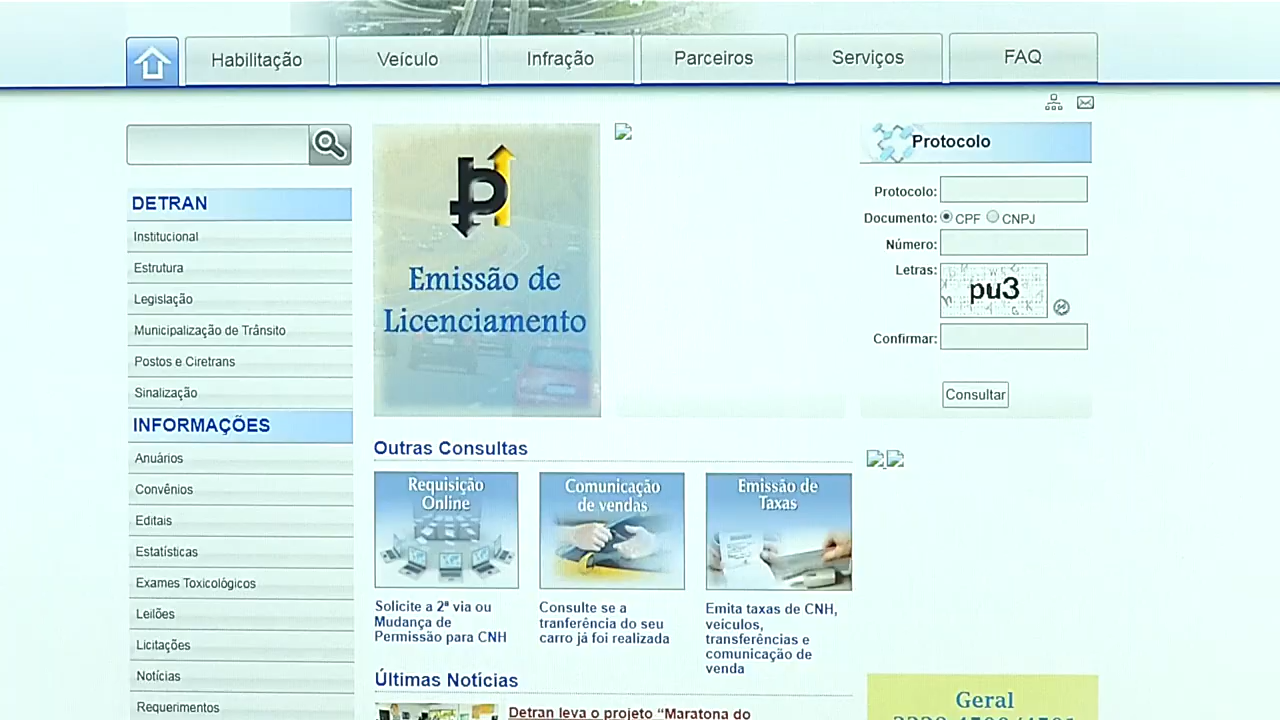 Habilitação
Veículo
Infração
Parceiros
Serviços
FAQ
DETRAN
Institucional
Estrutura
Legislação
Municipalização de Trânsito
Postos e Ciretrans
Sinalização
INFORMAÇÕES
Anuários
Convênios
Editais
Estatísticas
Exames Toxicológicos
Leilões
Licitações
Notícias
Requerimentos
Emissão de
Licenciamento
Protocolo
Protocolo:
Documento: CPF CNPJ
Número:
Letras:
pu3
Confirmar:
Consultar
Outras Consultas
Requisição
Online
Solicite a 2ª via ou
Mudança de
Permissão para CNH
Comunicação
de vendas
Consulte se a
tranferência do seu
carro já foi realizada
Emissão de
Taxas
Emita taxas de CNH,
veiculos,
transferências e
comunicação de
venda
Últimas Notícias
Detran leva o projeto “Maratona do
Geral